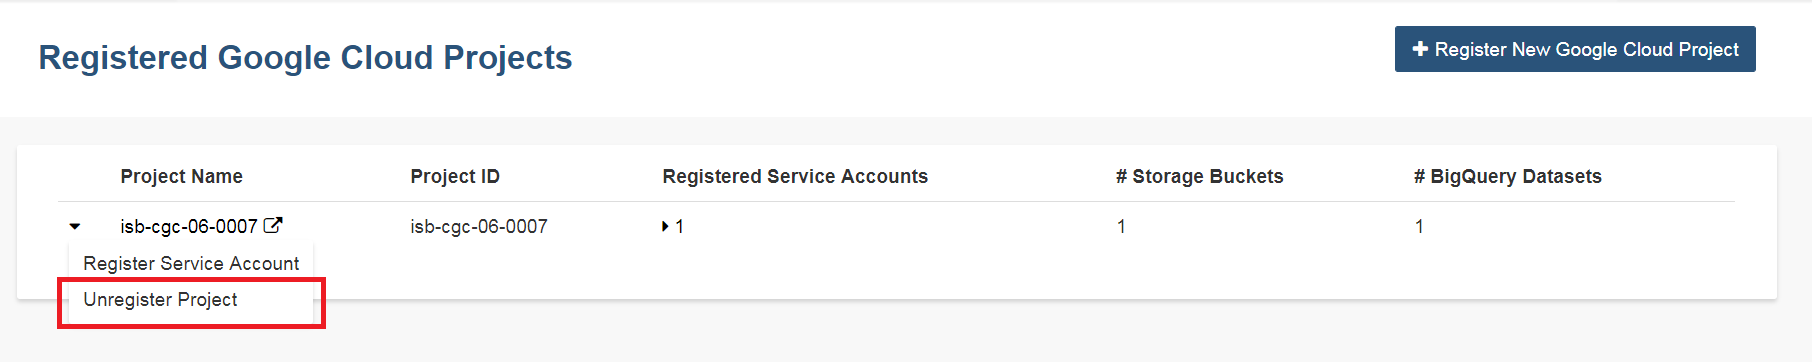 Registered Google Cloud Projects
Register New Google Cloud Project
Project Name Project ID Registered Service Accounts # Storage Buckets # BigQuery Datasets
isb-cgc-06-0007 isb-cgc-06-0007 1 1 1
Register Service Account
Unregister Project